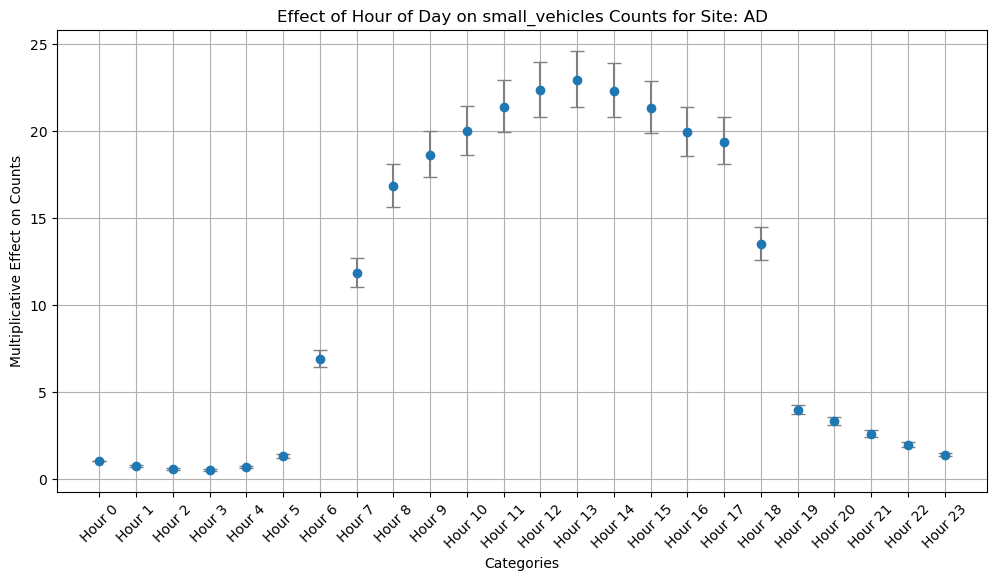 Effect of Hour of Day on small_vehicles Counts for Site: AD
Multiplicative Effect on Counts
25
20
15
10
5
0
Hour 0
Hour 1
Hour 2
Hour 3
Hour 4
Hour 5
Hour 6
Hour 7
Hour 8
Hour 9
Hour 10
Hour 11
Hour 12
Hour 13
Hour 14
Hour 15
Hour 16
Hour 17
Hour 18
Hour 19
Hour 20
Hour 21
Hour 22
Hour 23
Categories